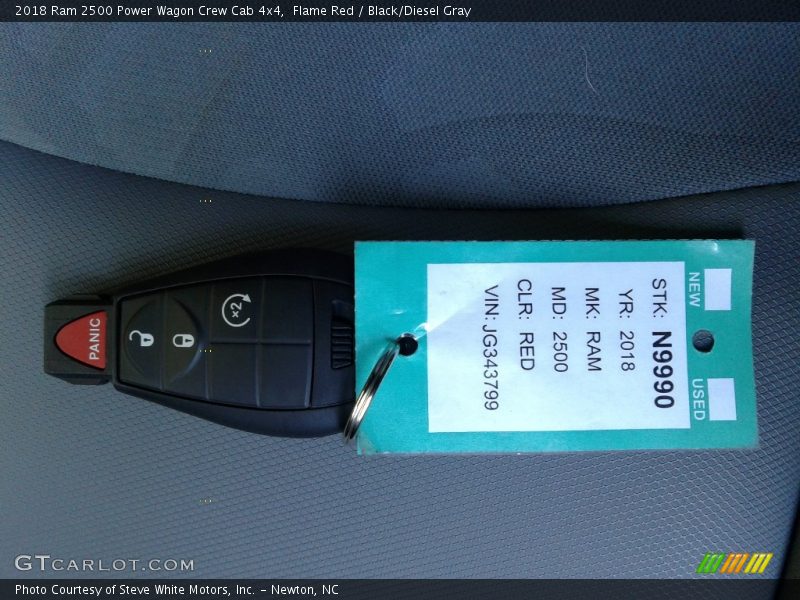 2018 Ram 2500 Power Wagon Crew Cab 4x4,  Flame Red / Black/Diesel Gray
PANIC
x2
NEW
USED
STK: N9990
YR: 2018
MK: RAM
MD: 2500
CLR: RED
VIN: JG343799
GTCARLOT.COM
Photo Courtesy of Steve White Motors, Inc. – Newton, NC